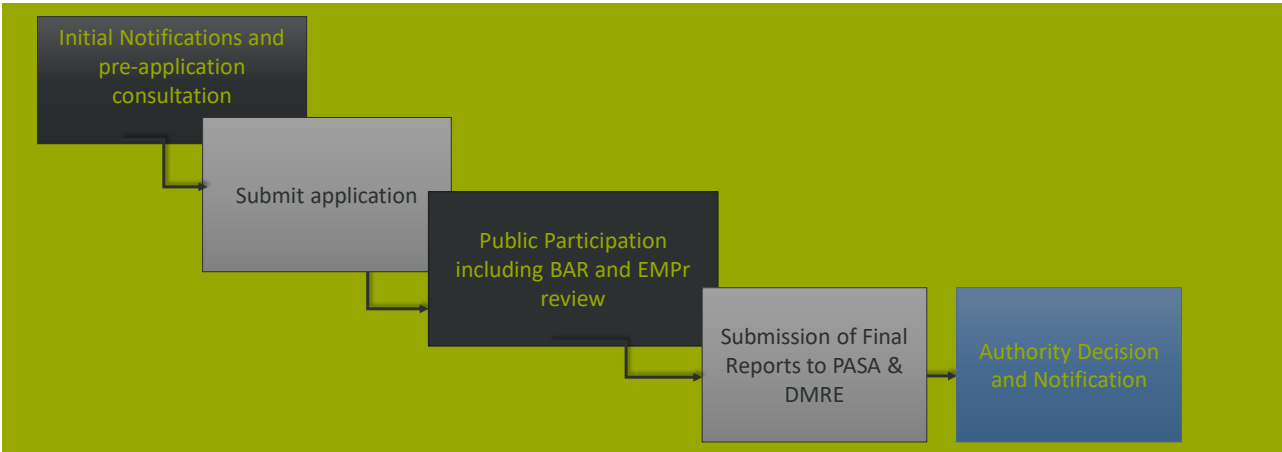 Initial Notifications and
pre-application
consultation
Submit application
Public Participation
including BAR and EMPr
review
Submission of Final
Reports to PASA &
DMRE
Authority Decision
and Notification